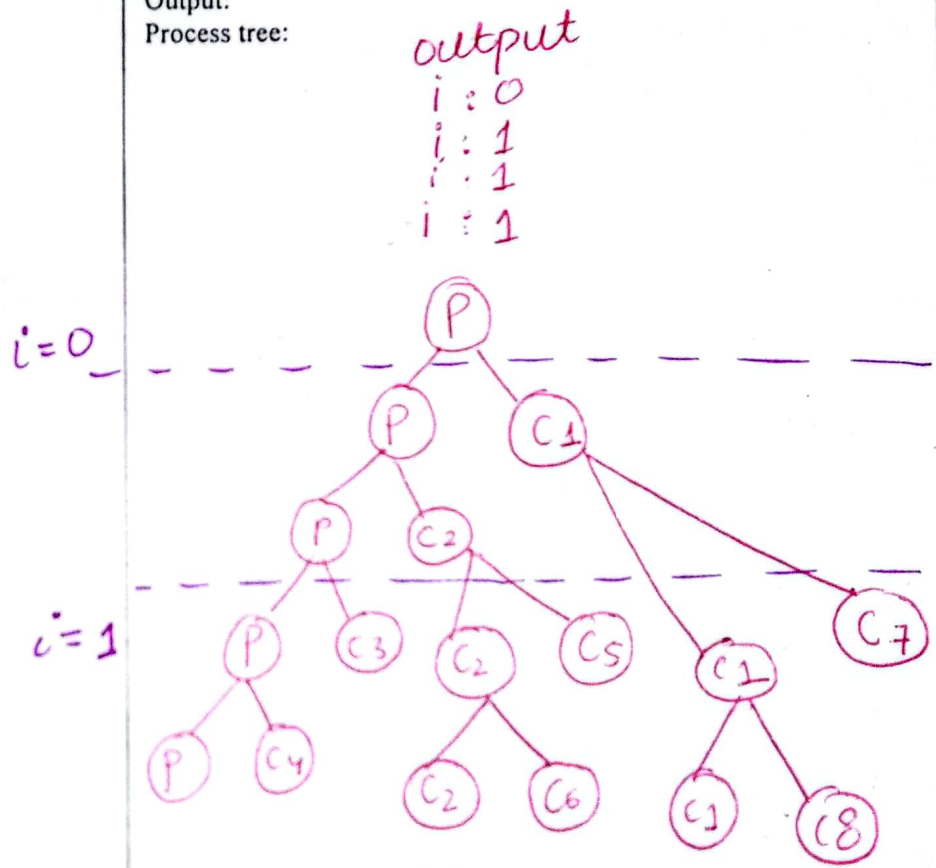 Output:
Process tree:
output
i : 0
i : 1
i : 1
i : 1
P
i = 0
P C1
P C2
i = 1
P C3 C2 C5 C1 C7
P C4 C2 C6 C1 C8